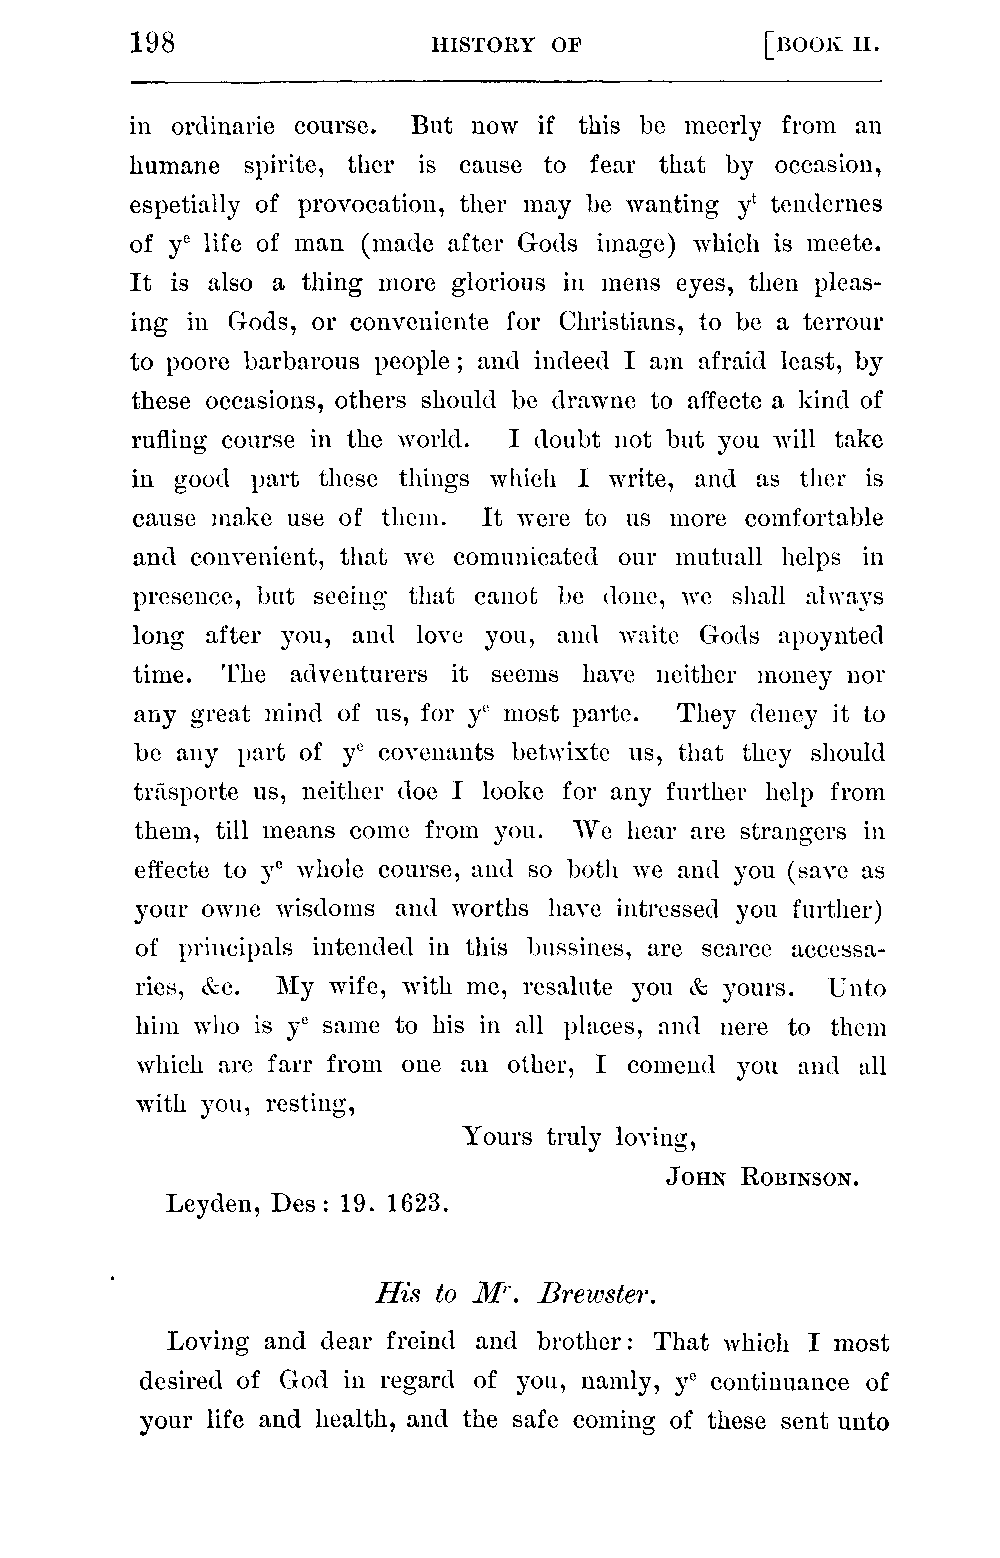 198 HISTORY OF [BOOK II.
in ordinarie course. But now if this be meerly from an
humane spirite, ther is cause to fear that by occasion,
espetially of provocation, ther may be wanting yᵗ tendernes
of yᵉ life of man (made after Gods image) which is meete.
It is also a thing more glorious in mens eyes, then pleas-
ing in Gods, or conveniente for Christians, to be a terrour
to poore barbarous people; and indeed I am afraid least, by
these occasions, others should be drawne to affecte a kind of
rufling course in the world. I doubt not but you will take
in good part these things which I write, and as ther is
cause make use of them. It were to us more comfortable
and convenient, that we comunicated our mutuall helps in
presence, but seeing that canot be done, we shall always
long after you, and love you, and waite Gods apoynted
time. The adventurers it seems have neither money nor
any great mind of us, for yᵉ most parte. They deney it to
be any part of yᵉ covenants betwixte us, that they should
trãsporte us, neither doe I looke for any further help from
them, till means come from you. We hear are strangers in
effecte to yᵉ whole course, and so both we and you (save as
your owne wisdoms and worths have intressed you further)
of principals intended in this bussines, are scarce accessa-
ries, &c. My wife, with me, resalute you & yours. Unto
him who is yᵉ same to his in all places, and nere to them
which are farr from one an other, I comend you and all
with you, resting,
Yours truly loving,
JOHN ROBINSON.
Leyden, Des: 19. 1623.
His to Mʳ. Brewster.
Loving and dear freind and brother: That which I most
desired of God in regard of you, namly, yᵉ continuance of
your life and health, and the safe coming of these sent unto